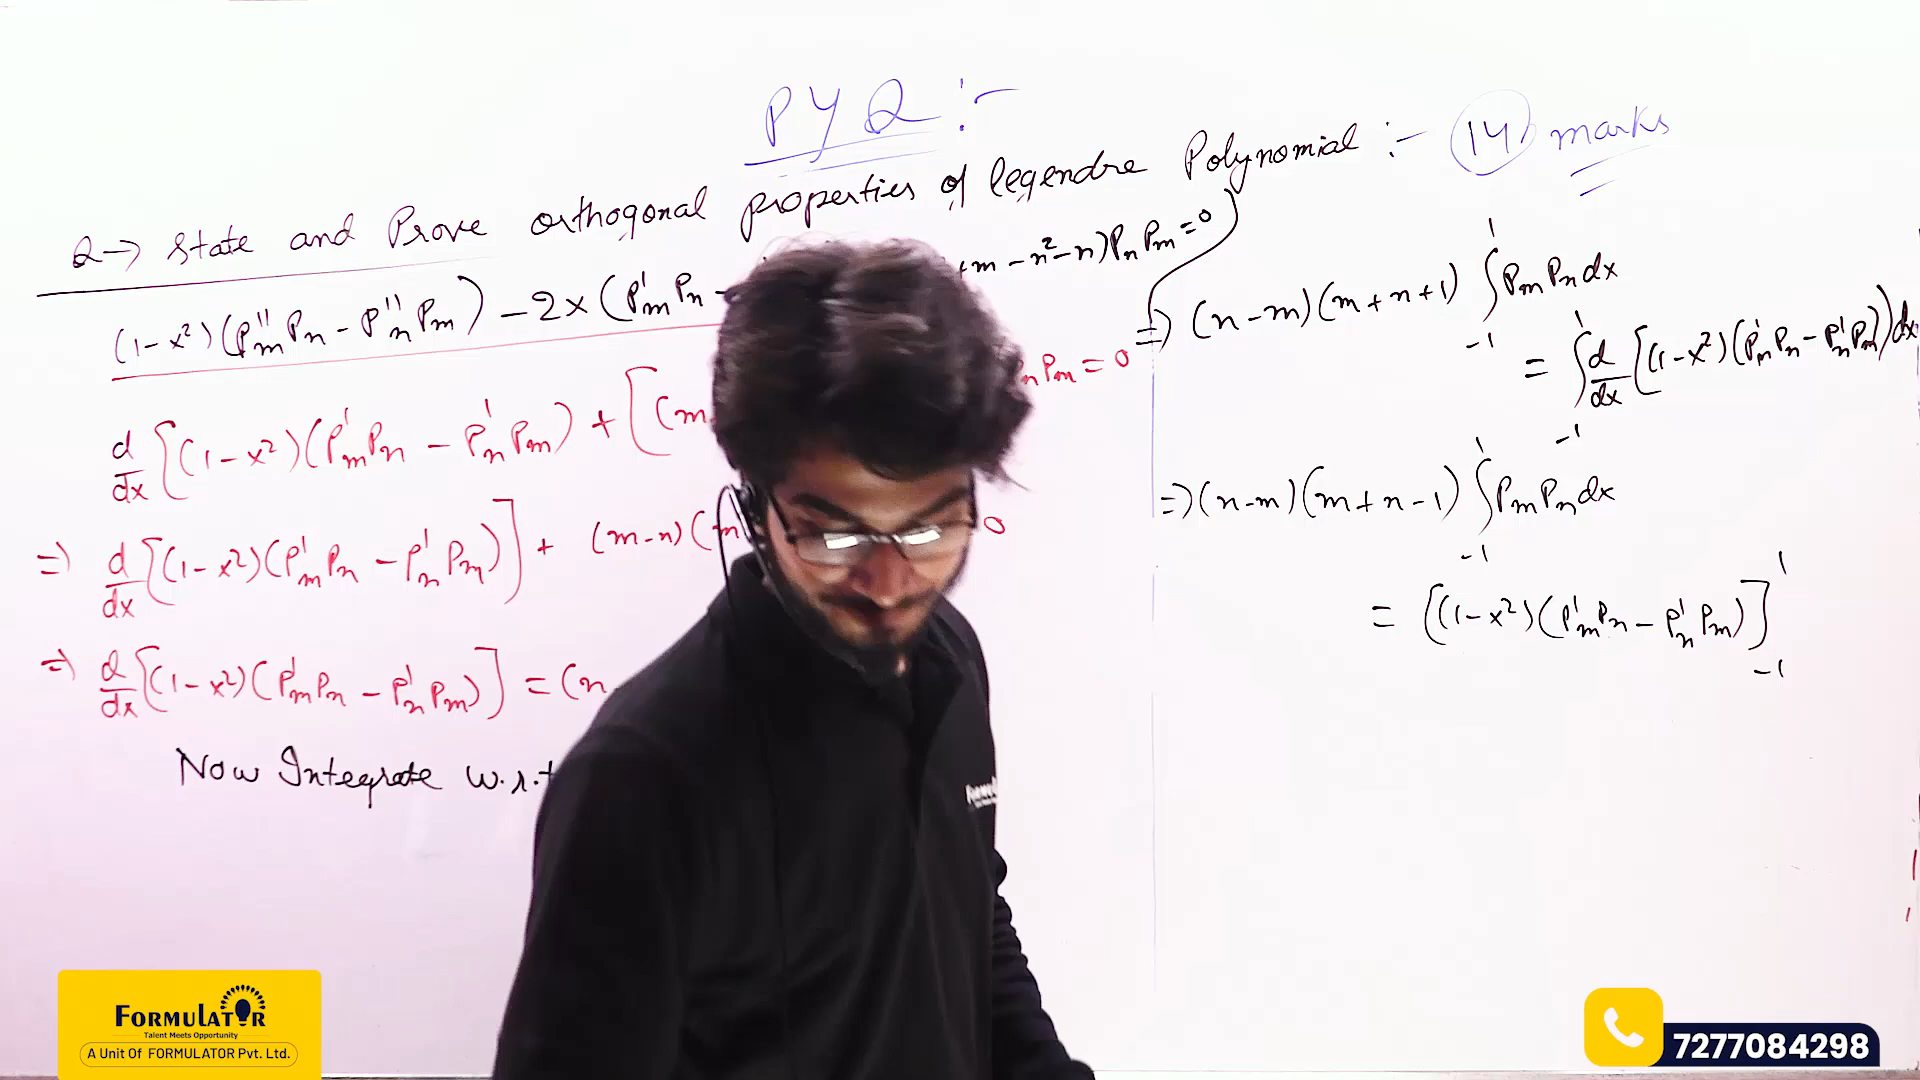 PYQ :-
Q→ State and Prove orthogonal properties of legendre Polynomial :- (14) marks
(1-x²)(P''ₘPₙ - P''ₙPₘ) - 2x(P'ₘPₙ - +m - n² - n)PₙPₘ = 0
d/dx [(1-x²)(P'ₘPₙ - P'ₙPₘ) + [(m ₙPₘ = 0
=) d/dx [(1-x²)(P'ₘPₙ - P'ₙPₘ)] + (m-n)(m 0
=) d/dx [(1-x²)(P'ₘPₙ - P'ₙPₘ)] = (n
Now Integrate w.r.t
=) (n-m)(m+n+1) ∫₋₁¹ PₘPₙdx
= ∫₋₁¹ d/dx [(1-x²)(P'ₘPₙ - P'ₙPₘ)) dx
=) (n-m)(m+n-1) ∫₋₁¹ PₘPₙdx
= [(1-x²)(P'ₘPₙ - P'ₙPₘ)]₋₁¹
FORMULATOR
Talent Meets Opportunity
A Unit Of FORMULATOR Pvt. Ltd.
7277084298